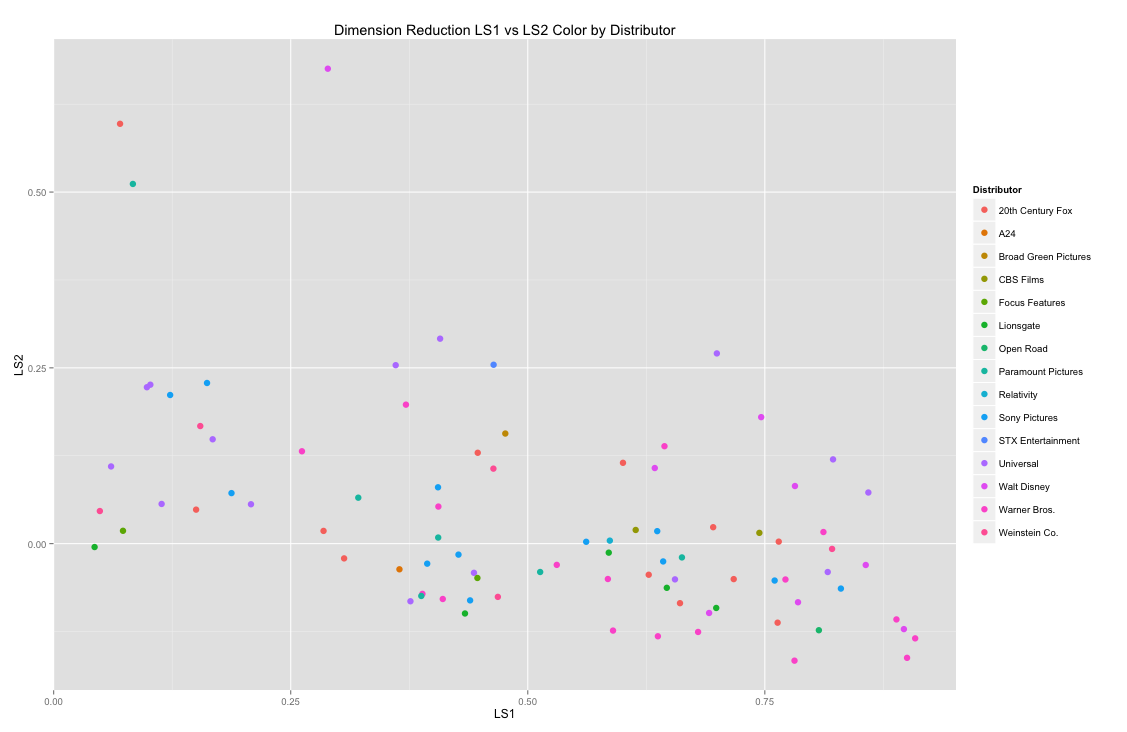 Dimension Reduction LS1 vs LS2 Color by Distributor
LS2
0.50
0.25
0.00
0.00
0.25
0.50
0.75
LS1
Distributor
20th Century Fox
A24
Broad Green Pictures
CBS Films
Focus Features
Lionsgate
Open Road
Paramount Pictures
Relativity
Sony Pictures
STX Entertainment
Universal
Walt Disney
Warner Bros.
Weinstein Co.